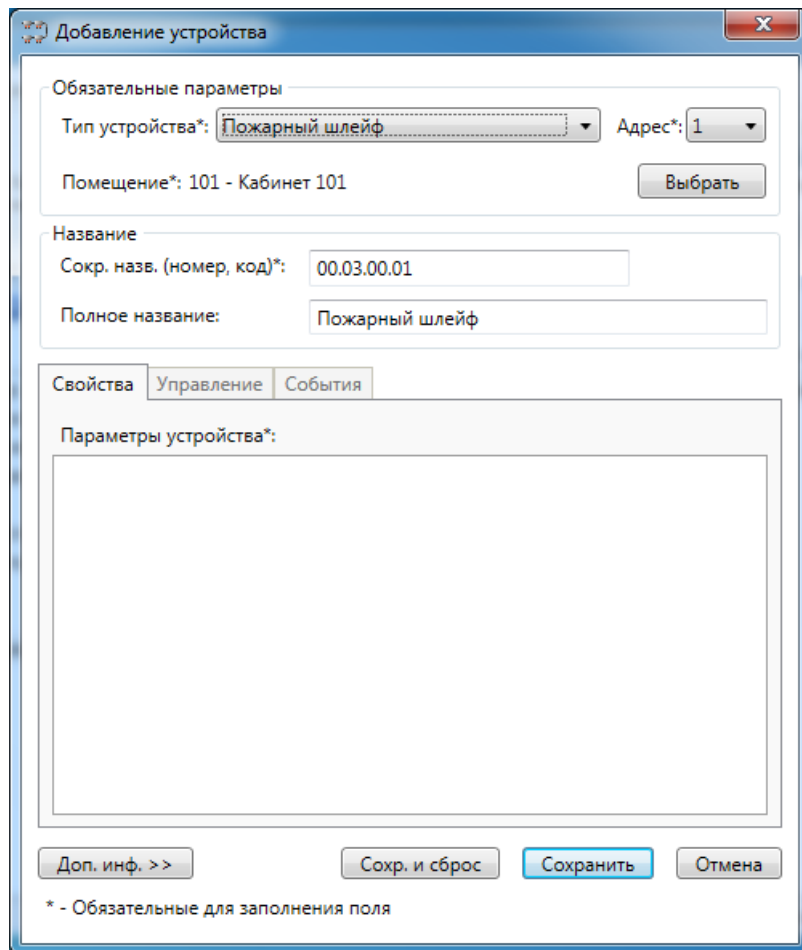 Добавление устройства
Обязательные параметры
Тип устройства*: Пожарный шлейф Адрес*: 1
Помещение*: 101 - Кабинет 101 Выбрать
Название
Сокр. назв. (номер, код)*: 00.03.00.01
Полное название: Пожарный шлейф
Свойства Управление События
Параметры устройства*:
Доп. инф. >> Сохр. и сброс Сохранить Отмена
* - Обязательные для заполнения поля